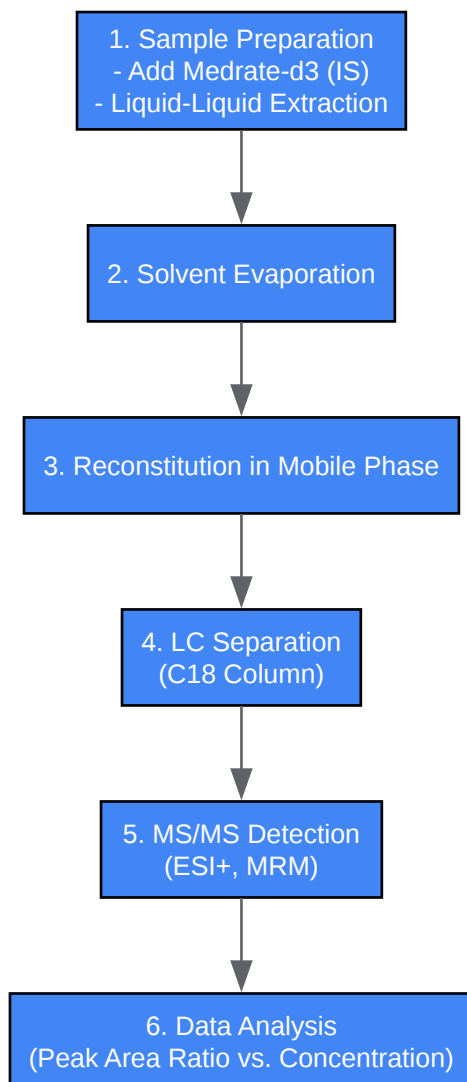 1. Sample Preparation
- Add Medrate-d3 (IS)
- Liquid-Liquid Extraction
2. Solvent Evaporation
3. Reconstitution in Mobile Phase
4. LC Separation
(C18 Column)
5. MS/MS Detection
(ESI+, MRM)
6. Data Analysis
(Peak Area Ratio vs. Concentration)